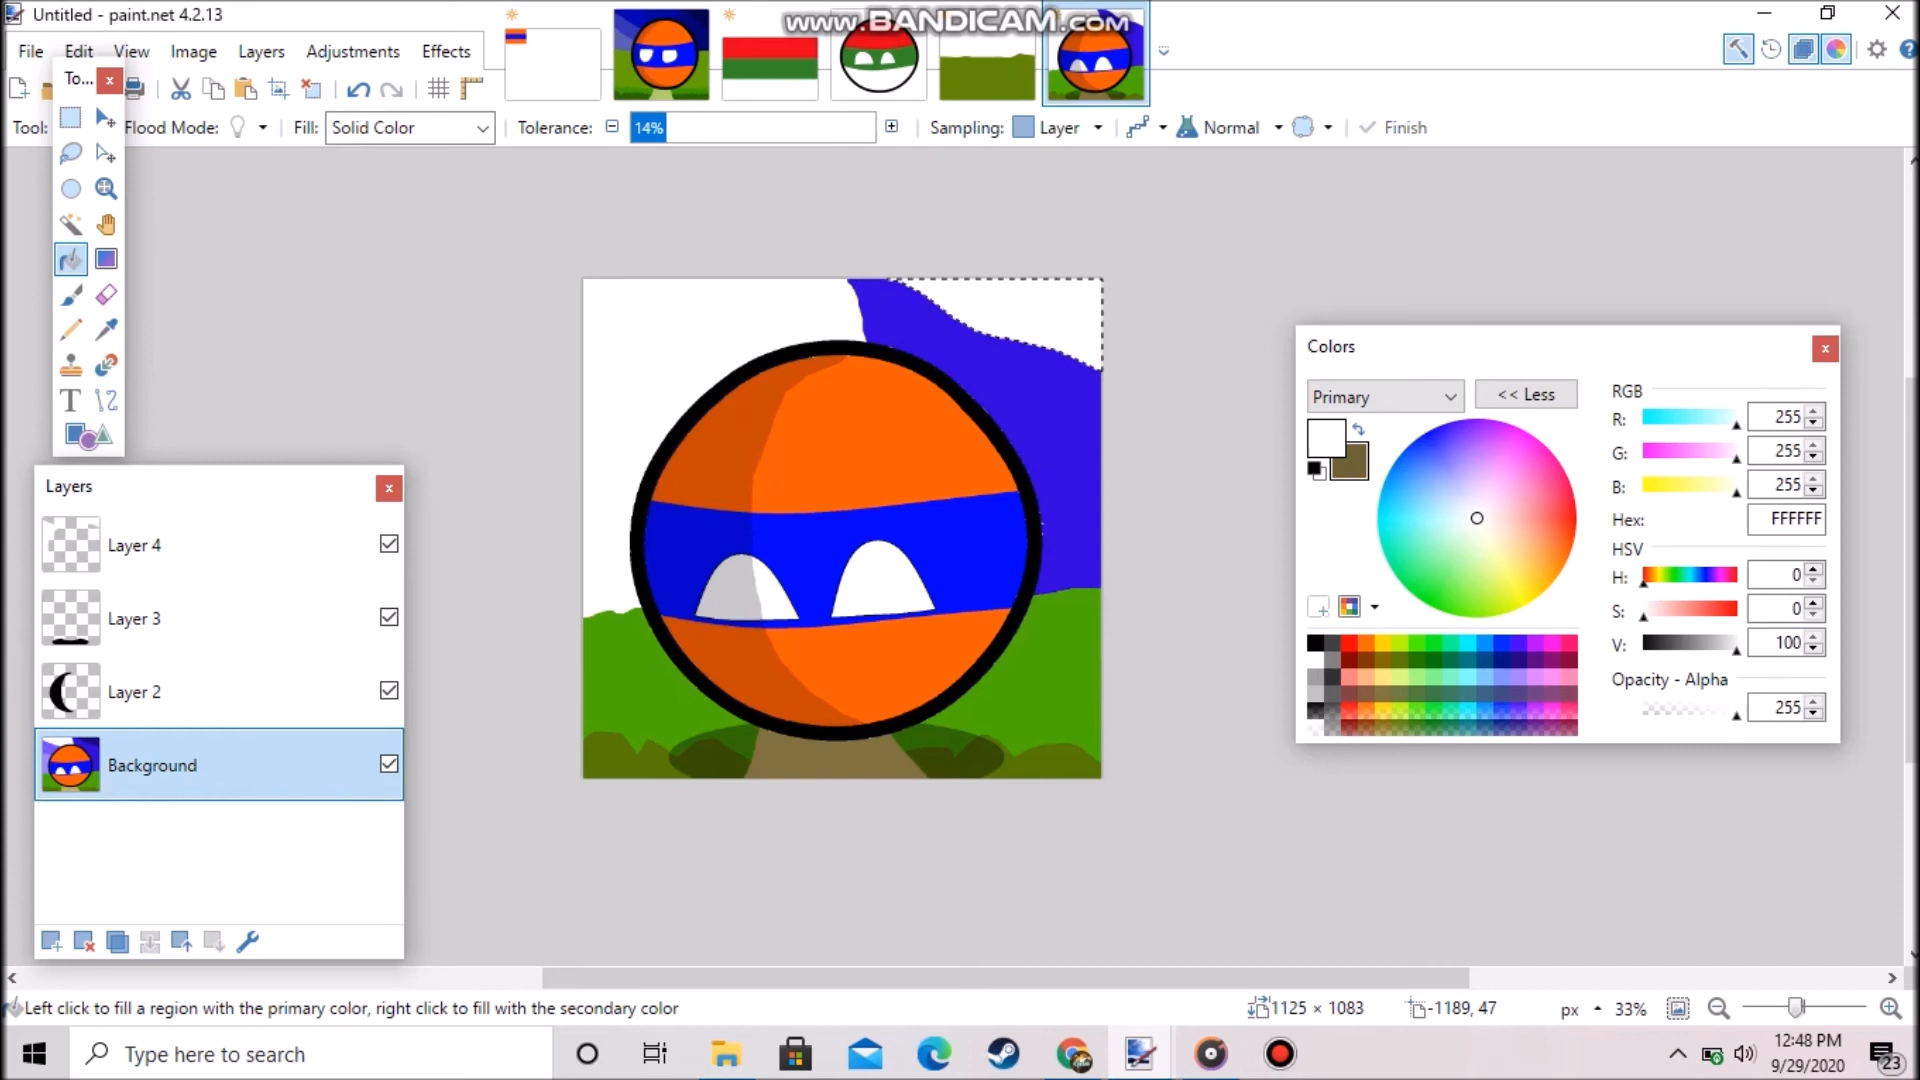 Untitled - paint.net 4.2.13
www.BANDICAM.com
File Edit View Image Layers Adjustments Effects
To...
Tool: Flood Mode: Fill: Solid Color Tolerance: 14% Sampling: Layer Normal Finish
Colors
Primary << Less
RGB
R: 255
G: 255
B: 255
Hex: FFFFFF
HSV
H: 0
S: 0
V: 100
Opacity - Alpha
255
Layers
Layer 4
Layer 3
Layer 2
Background
Left click to fill a region with the primary color, right click to fill with the secondary color
1125 × 1083 -1189, 47 px 33%
Type here to search
12:48 PM
9/29/2020
23